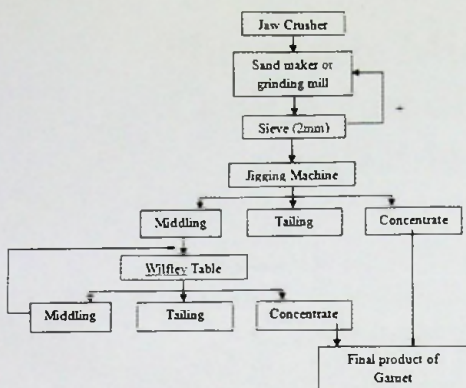 Jaw Crusher
Sand maker or
grinding mill
Sieve (2mm)
+
Jigging Machine
Middling
Tailing
Concentrate
Wilfley Table
Middling
Tailing
Concentrate
Final product of
Garnet